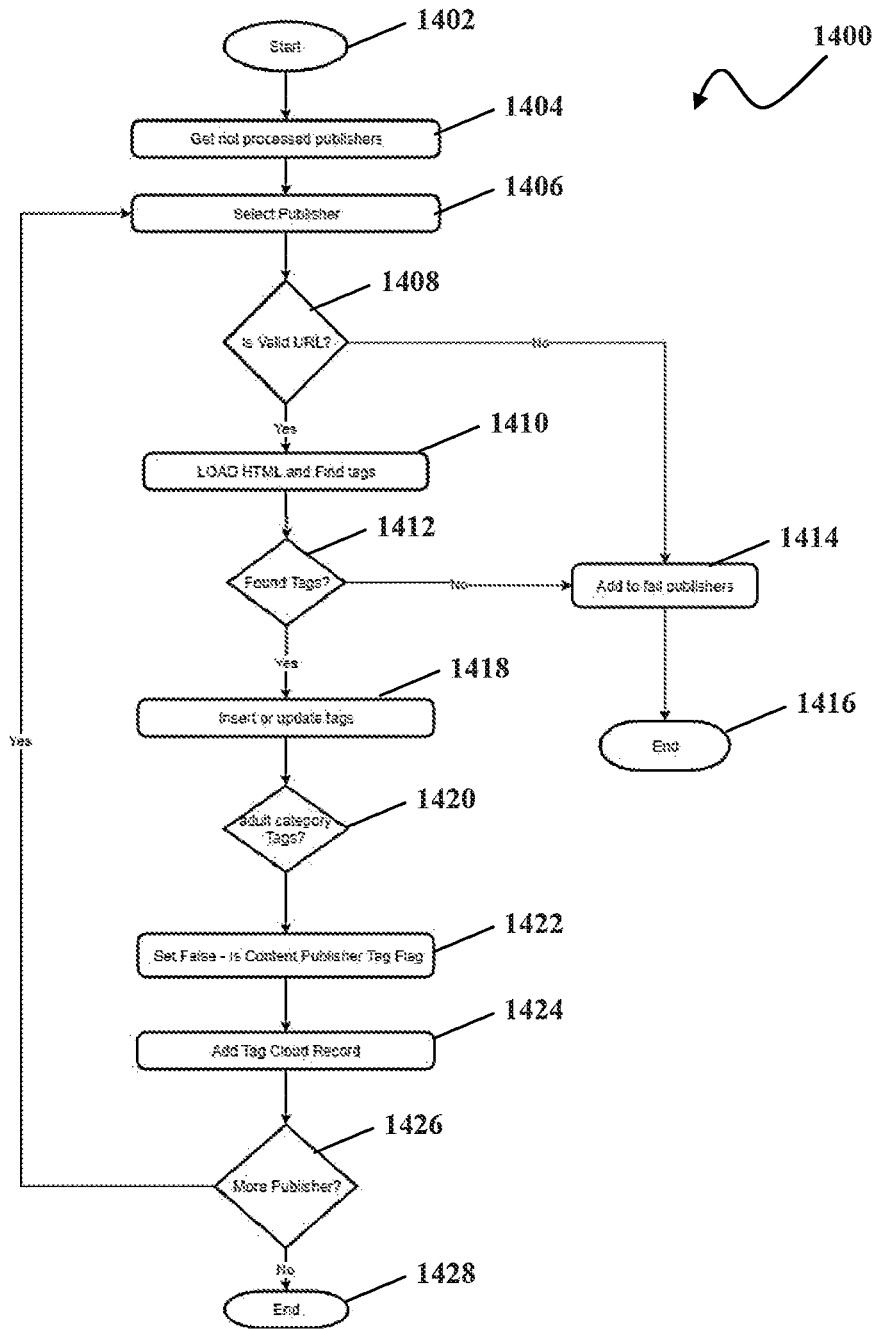 1402
Start
1400
1404
Get not processed publishers
1406
Select Publisher
1408
Is Valid URL?
No
Yes
1410
LOAD HTML and Find tags
1412
1414
Found Tags?
No
Add to fail publishers
Yes
1418
Insert or update tags
1416
End
Yes
1420
adult category
Tags?
1422
Set False - is Content Publisher Tag Flag
1424
Add Tag Cloud Record
1426
More Publisher?
No
1428
End